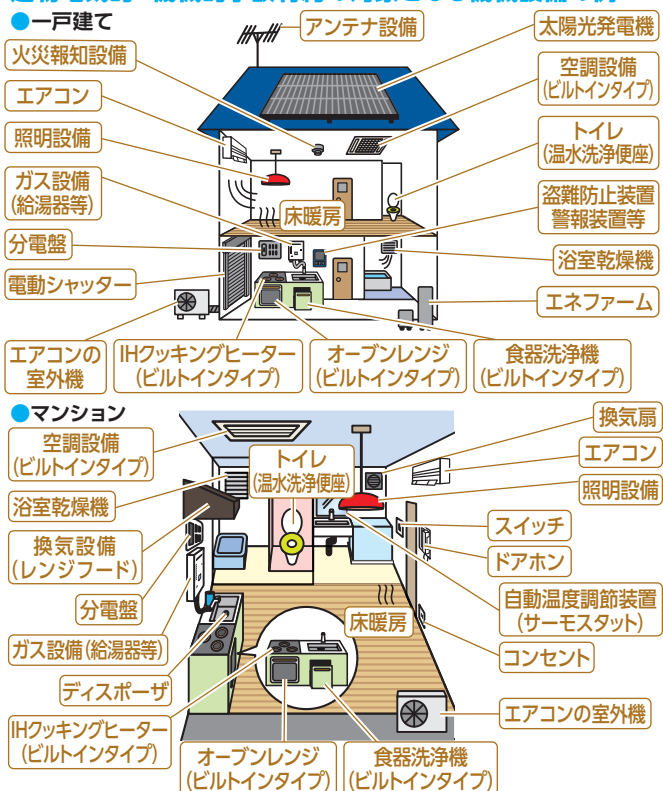 ●一戸建て
アンテナ設備
太陽光発電機
火災報知設備
空調設備
(ビルトインタイプ)
エアコン
照明設備
トイレ
(温水洗浄便座)
ガス設備
(給湯器等)
床暖房
盗難防止装置
警報装置等
分電盤
浴室乾燥機
電動シャッター
エネファーム
エアコンの
室外機
IHクッキングヒーター
(ビルトインタイプ)
オーブンレンジ
(ビルトインタイプ)
食器洗浄機
(ビルトインタイプ)
●マンション
換気扇
空調設備
(ビルトインタイプ)
トイレ
(温水洗浄便座)
エアコン
照明設備
浴室乾燥機
スイッチ
換気設備
(レンジフード)
ドアホン
分電盤
自動温度調節装置
(サーモスタット)
床暖房
ガス設備(給湯器等)
コンセント
ディスポーザ
エアコンの室外機
IHクッキングヒーター
(ビルトインタイプ)
オーブンレンジ
(ビルトインタイプ)
食器洗浄機
(ビルトインタイプ)